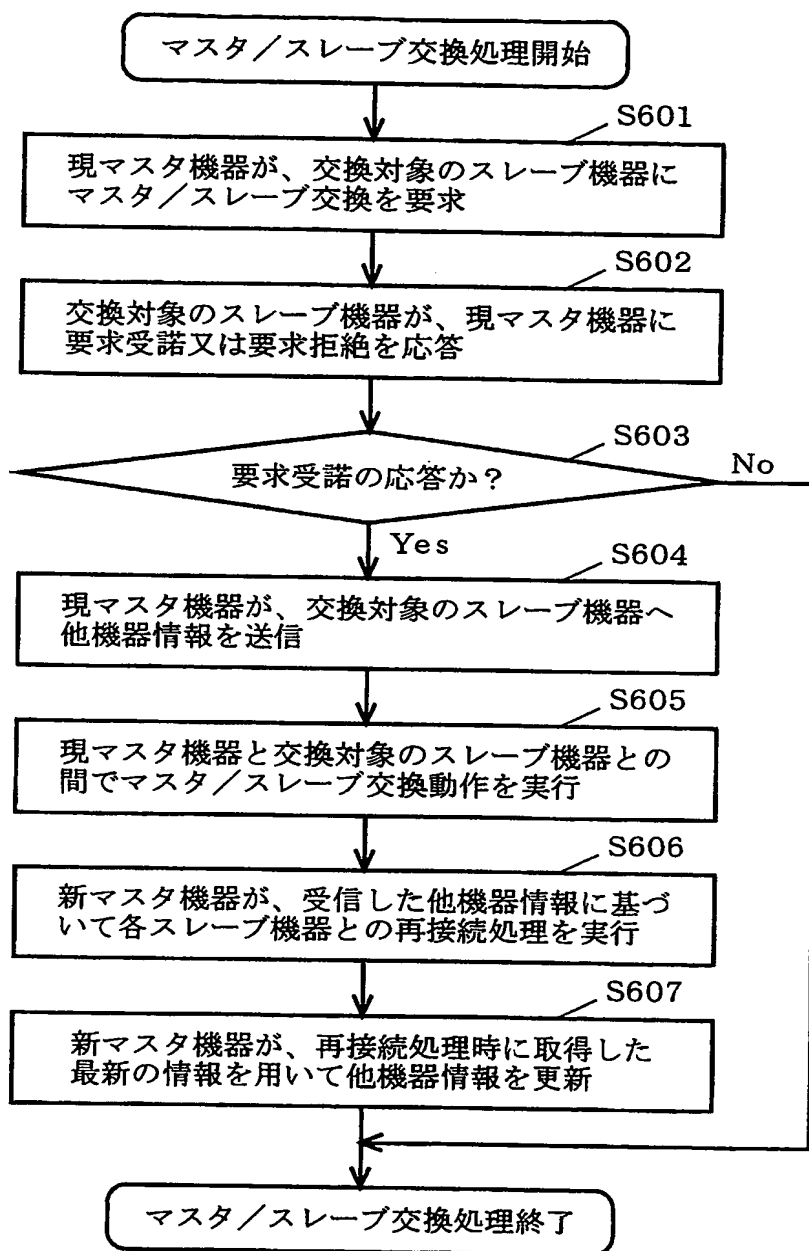 マスタ／スレーブ交換処理開始
S601
現マスタ機器が、交換対象のスレーブ機器に
マスタ／スレーブ交換を要求
S602
交換対象のスレーブ機器が、現マスタ機器に
要求受諾又は要求拒絶を応答
S603
要求受諾の応答か？
No
Yes
S604
現マスタ機器が、交換対象のスレーブ機器へ
他機器情報を送信
S605
現マスタ機器と交換対象のスレーブ機器との
間でマスタ／スレーブ交換動作を実行
S606
新マスタ機器が、受信した他機器情報に基づ
いて各スレーブ機器との再接続処理を実行
S607
新マスタ機器が、再接続処理時に取得した
最新の情報を用いて他機器情報を更新
マスタ／スレーブ交換処理終了